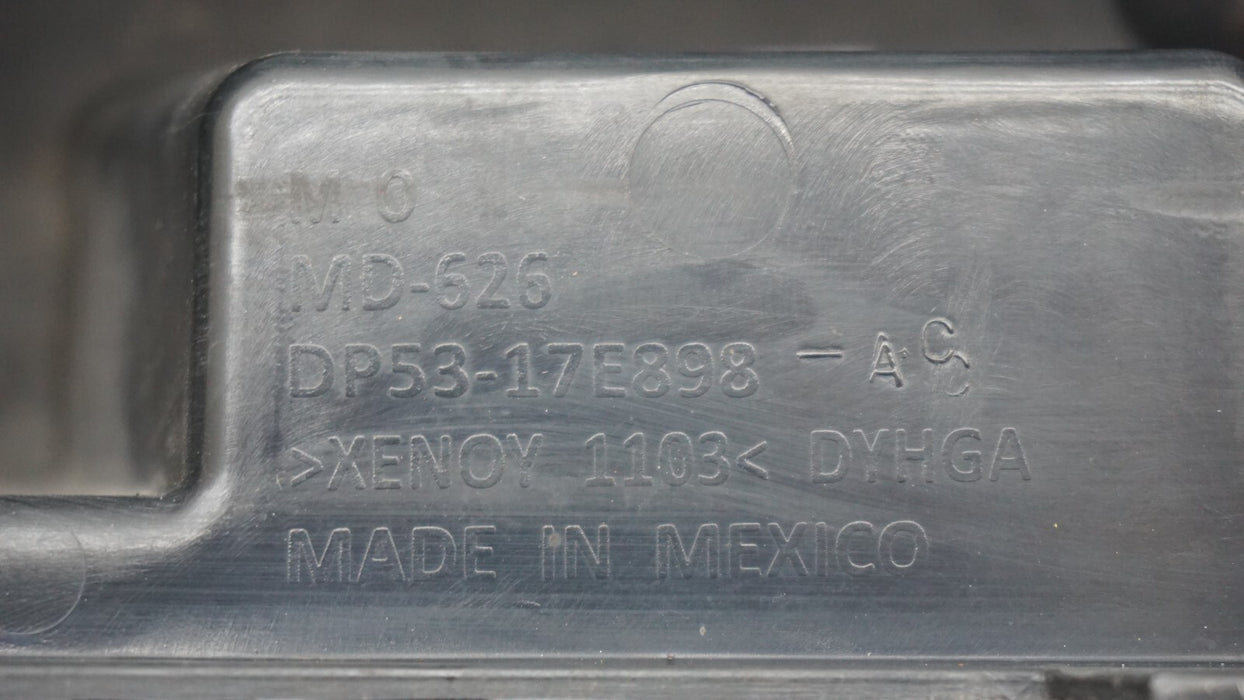 M O
MD-626
DP53-17E898 - AC
>XENOY 1103< DYHGA
MADE IN MEXICO